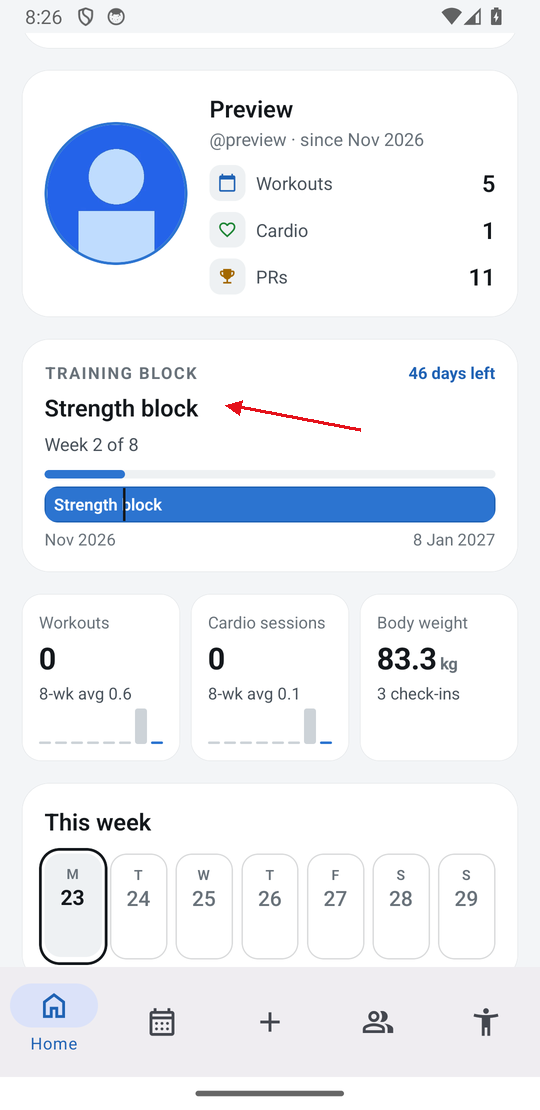 8:26
Preview
@preview · since Nov 2026
Workouts 5
Cardio 1
PRs 11
TRAINING BLOCK 46 days left
Strength block
Week 2 of 8
Strength block
Nov 2026 8 Jan 2027
Workouts
0
8-wk avg 0.6
Cardio sessions
0
8-wk avg 0.1
Body weight
83.3 kg
3 check-ins
This week
M T W T F S S
23 24 25 26 27 28 29
Home